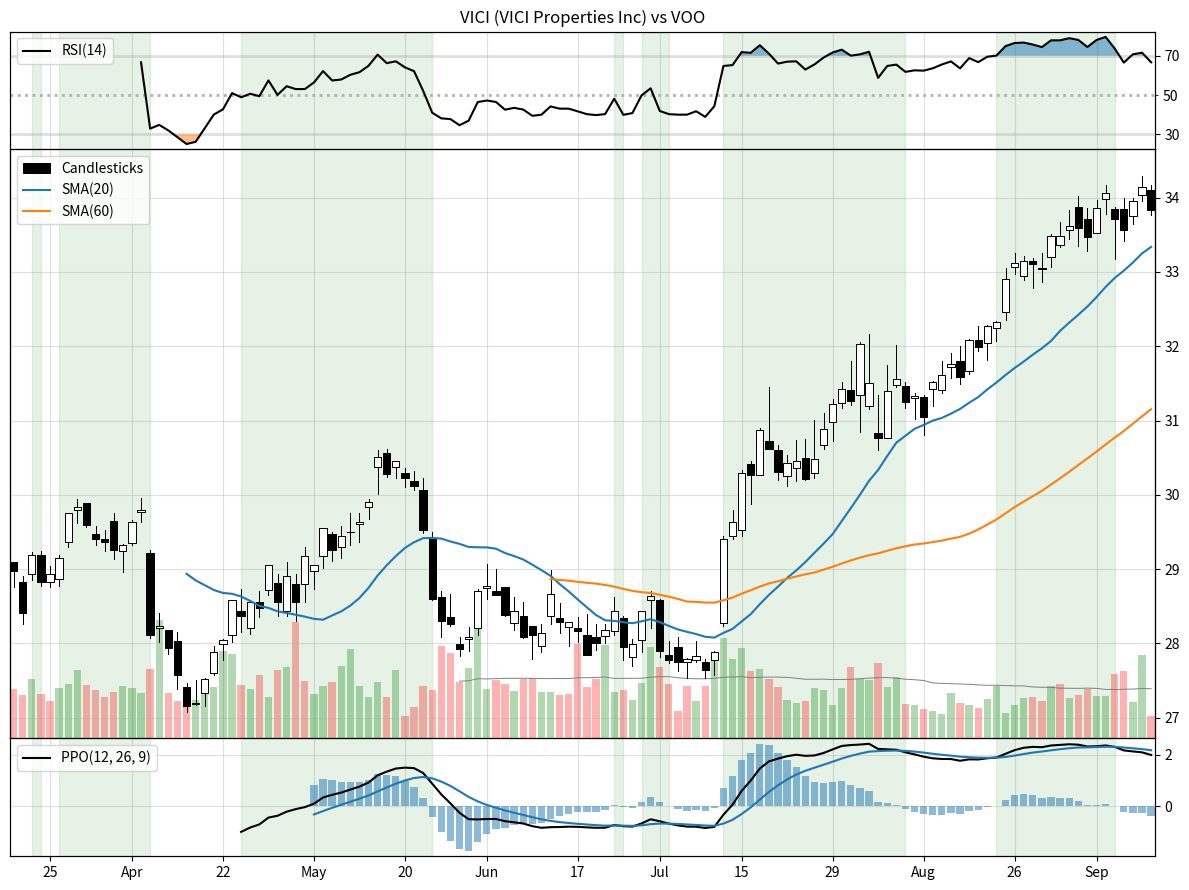 VICI (VICI Properties Inc) vs VOO
RSI(14)
70
50
30
Candlesticks
SMA(20)
SMA(60)
34
33
32
31
30
29
28
27
PPO(12, 26, 9)
2
0
25 Apr 22 May 20 Jun 17 Jul 15 29 Aug 26 Sep